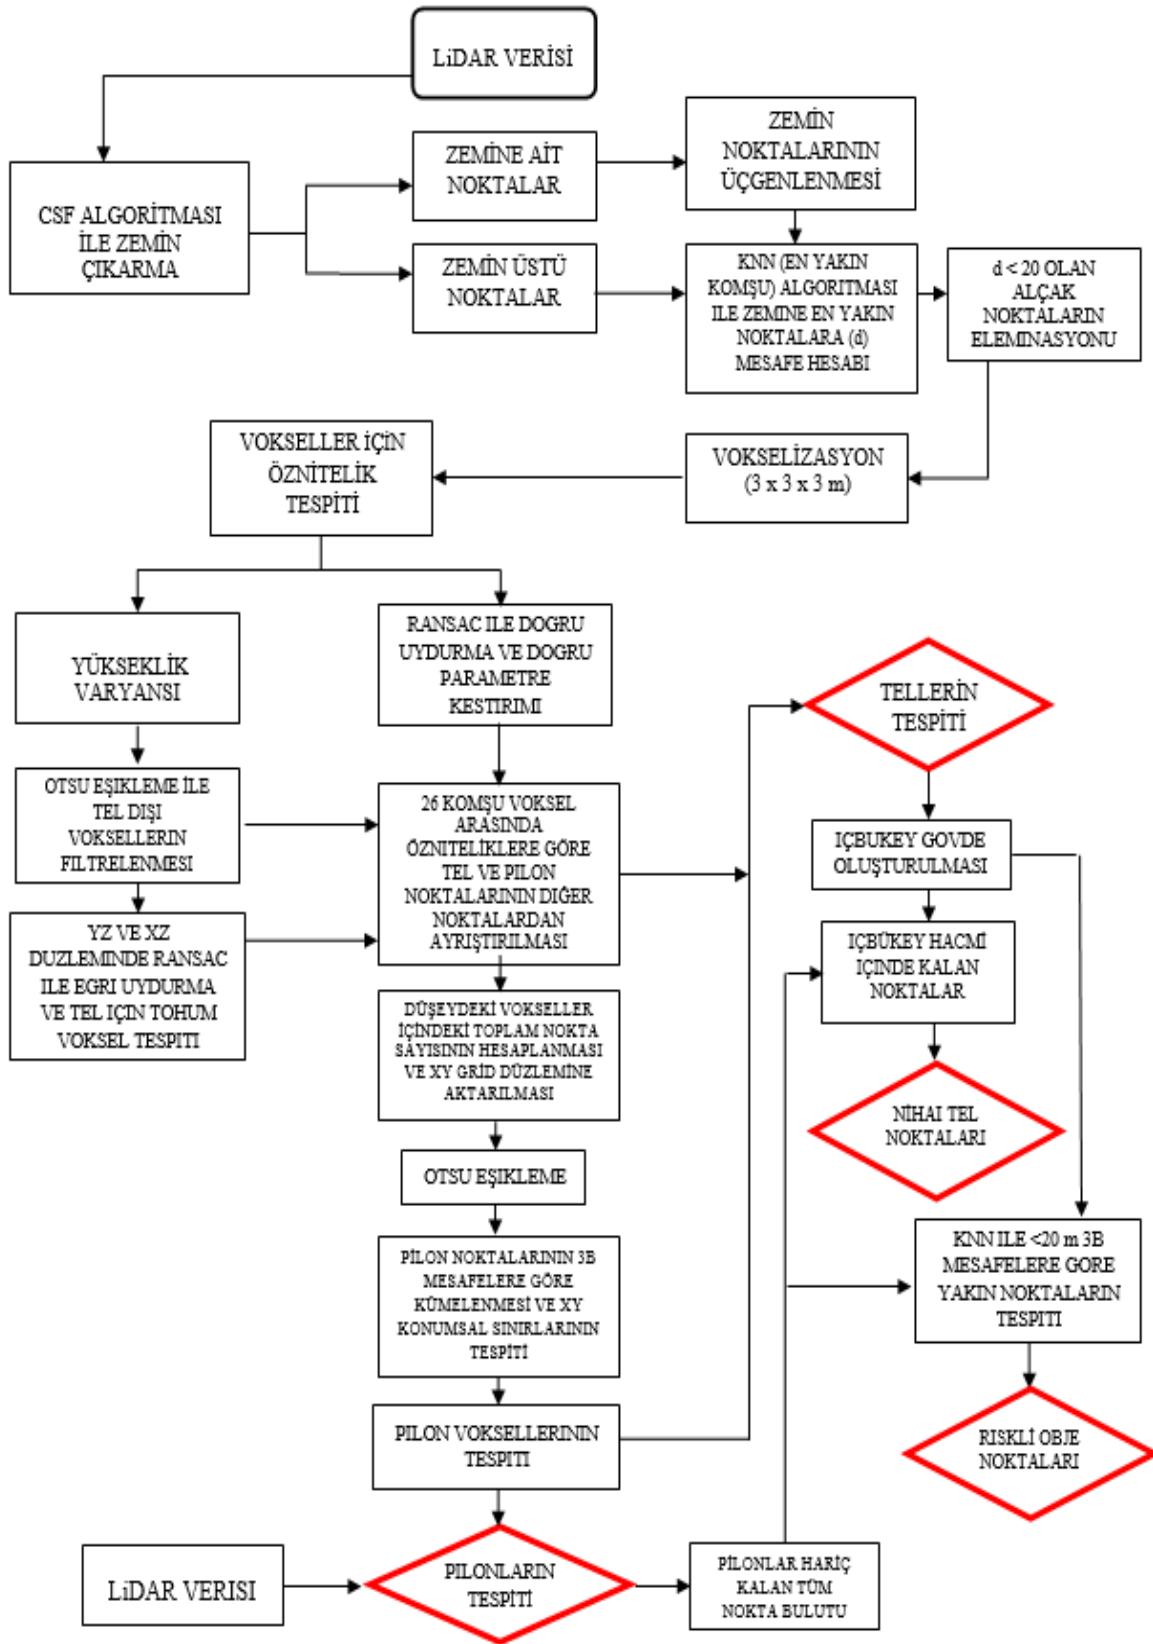 LiDAR VERİSİ
CSF ALGORİTMASI
İLE ZEMİN
ÇIKARMA
ZEMİNE AİT
NOKTALAR
ZEMİN
NOKTALARININ
ÜÇGENLENMESİ
ZEMİN ÜSTÜ
NOKTALAR
KNN (EN YAKIN
KOMŞU) ALGORITMASI
ILE ZEMINE EN YAKIN
NOKTALARA (d)
MESAFE HESABI
d < 20 OLAN
ALÇAK
NOKTALARIN
ELEMINASYONU
VOKSELİZASYON
(3 x 3 x 3 m)
VOKSELLER İÇİN
ÖZNİTELİK
TESPİTİ
YÜKSEKLİK
VARYANSI
RANSAC ILE DOGRU
UYDURMA VE DOGRU
PARAMETRE
KESTIRIMI
OTSU EŞIKLEME İLE
TEL DIŞI
VOKSELLERIN
FILTRELENMESI
26 KOMŞU VOKSEL
ARASINDA
ÖZNITELIKLERE GÖRE
TEL VE PILON
NOKTALARININ DIĞER
NOKTALARDAN
AYRIŞTIRILMASI
YZ VE XZ
DUZLEMINDE RANSAC
ILE EGRI UYDURMA
VE TEL IÇIN TOHUM
VOKSEL TESPITI
DÜŞEYDEKİ VOKSELLER
İÇİNDEKİ TOPLAM NOKTA
SAYISININ HESAPLANMASI
VE XY GRID DÜZLEMİNE
AKTARILMASI
OTSU EŞIKLEME
PİLON NOKTALARININ 3B
MESAFELERE GÖRE
KÜMELENMESİ VE XY
KONUMSAL SINIRLARININ
TESPİTİ
PILON VOKSELLERININ
TESPITI
LiDAR VERISI
PILONLARIN
TESPİTİ
PİLONLAR HARİÇ
KALAN TÜM
NOKTA BULUTU
TELLERİN
TESPİTİ
IÇBUKEY GOVDE
OLUŞTURULMASI
IÇBÜKEY HACMİ
IÇINDE KALAN
NOKTALAR
NIHAI TEL
NOKTALARI
KNN ILE <20 m 3B
MESAFELERE GORE
YAKIN NOKTALARIN
TESPITI
RISKLİ OBJE
NOKTALARI